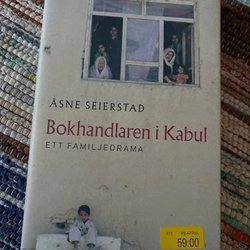 ÅSNE SEIERSTAD
Bokhandlaren i Kabul
ETT FAMILJEDRAMA
59.00